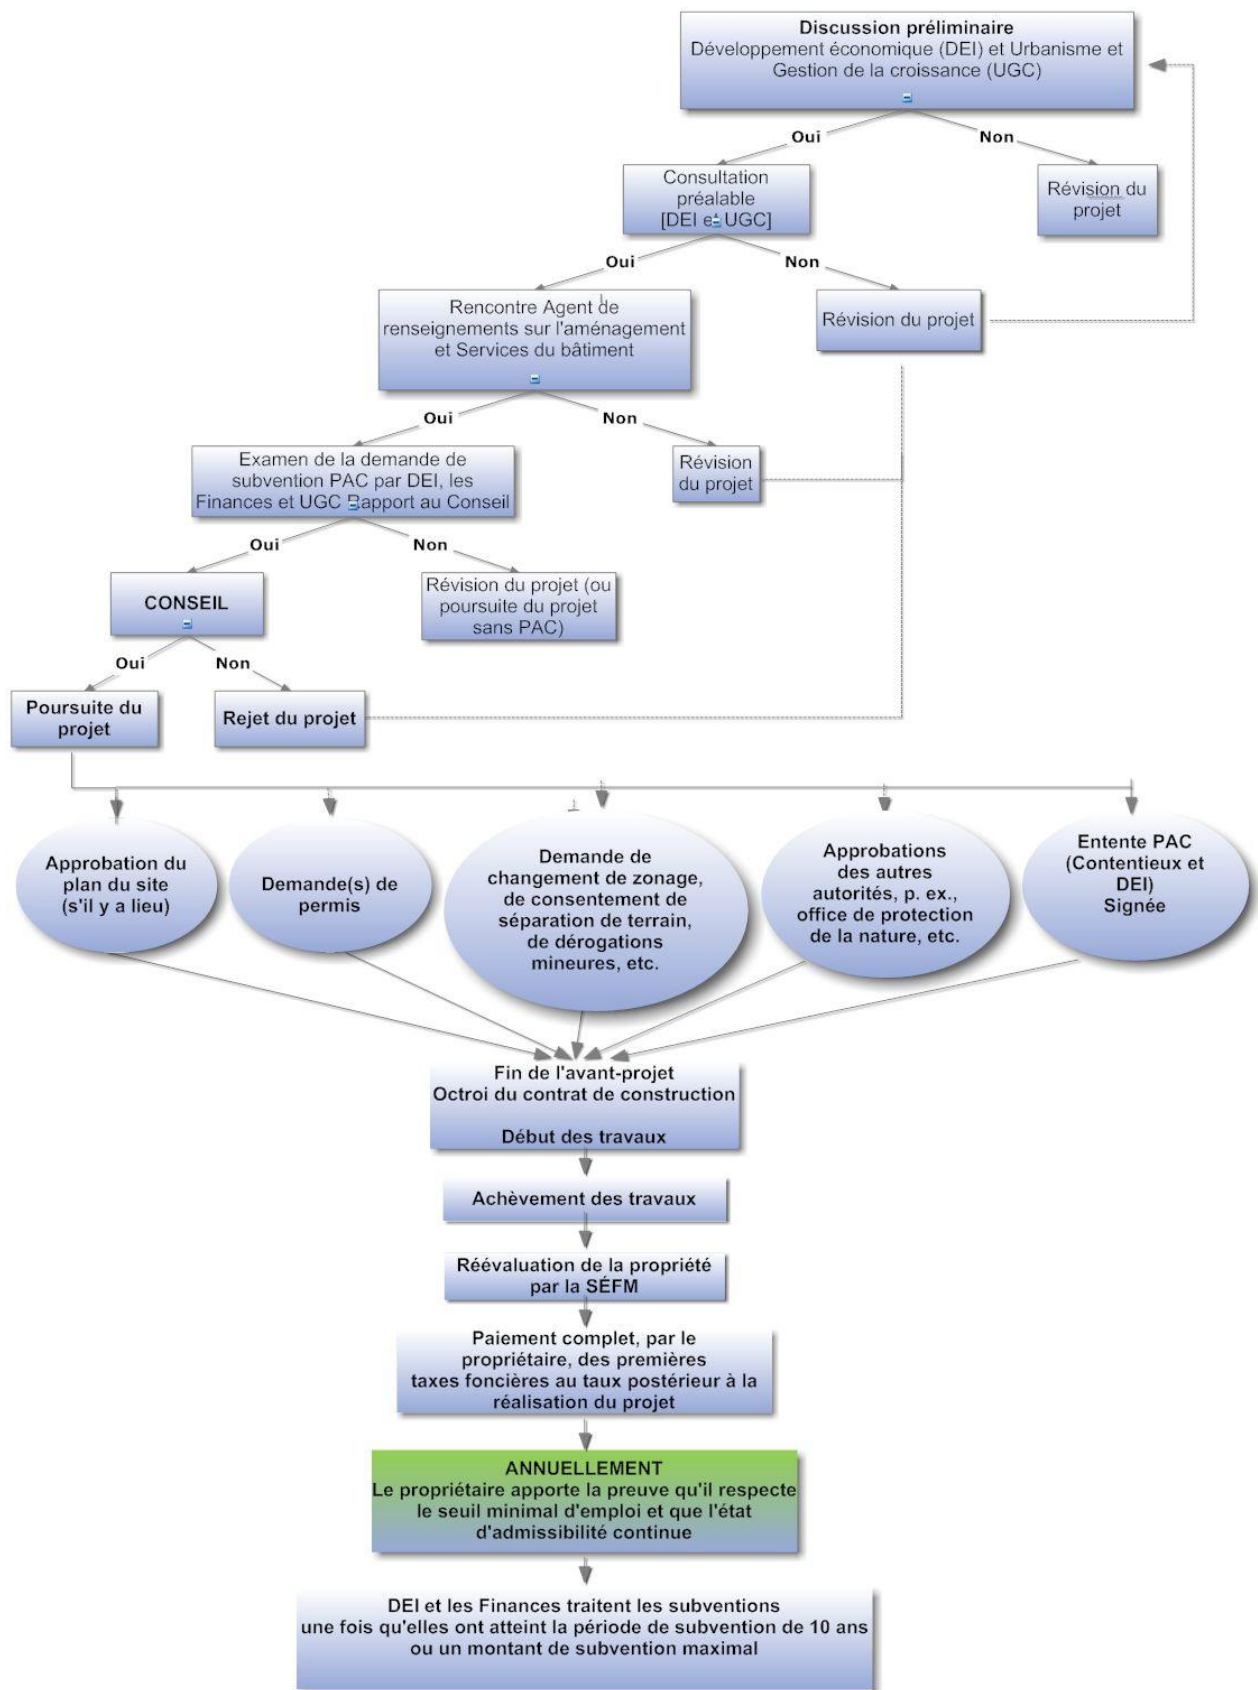 Discussion préliminaire
Développement économique (DEI) et Urbanisme et
Gestion de la croissance (UGC)
Oui
Non
Consultation
préalable
[DEI et UGC]
Révision du
projet
Oui
Non
Rencontre Agent de
renseignements sur l'aménagement
et Services du bâtiment
Révision du projet
Oui
Non
Examen de la demande de
subvention PAC par DEI, les
Finances et UGC Rapport au Conseil
Révision
du projet
Oui
Non
CONSEIL
Révision du projet (ou
poursuite du projet
sans PAC)
Oui
Non
Poursuite du
projet
Rejet du projet
Approbation du
plan du site
(s'il y a lieu)
Demande(s) de
permis
Demande de
changement de zonage,
de consentement de
séparation de terrain,
de dérogations
mineures, etc.
Approbations
des autres
autorités, p. ex.,
office de protection
de la nature, etc.
Entente PAC
(Contentieux et
DEI)
Signée
Fin de l'avant-projet
Octroi du contrat de construction
Début des travaux
Achèvement des travaux
Réévaluation de la propriété
par la SÉFM
Paiement complet, par le
propriétaire, des premières
taxes foncières au taux postérieur à la
réalisation du projet
ANNUELLEMENT
Le propriétaire apporte la preuve qu'il respecte
le seuil minimal d'emploi et que l'état
d'admissibilité continue
DEI et les Finances traitent les subventions
une fois qu'elles ont atteint la période de subvention de 10 ans
ou un montant de subvention maximal